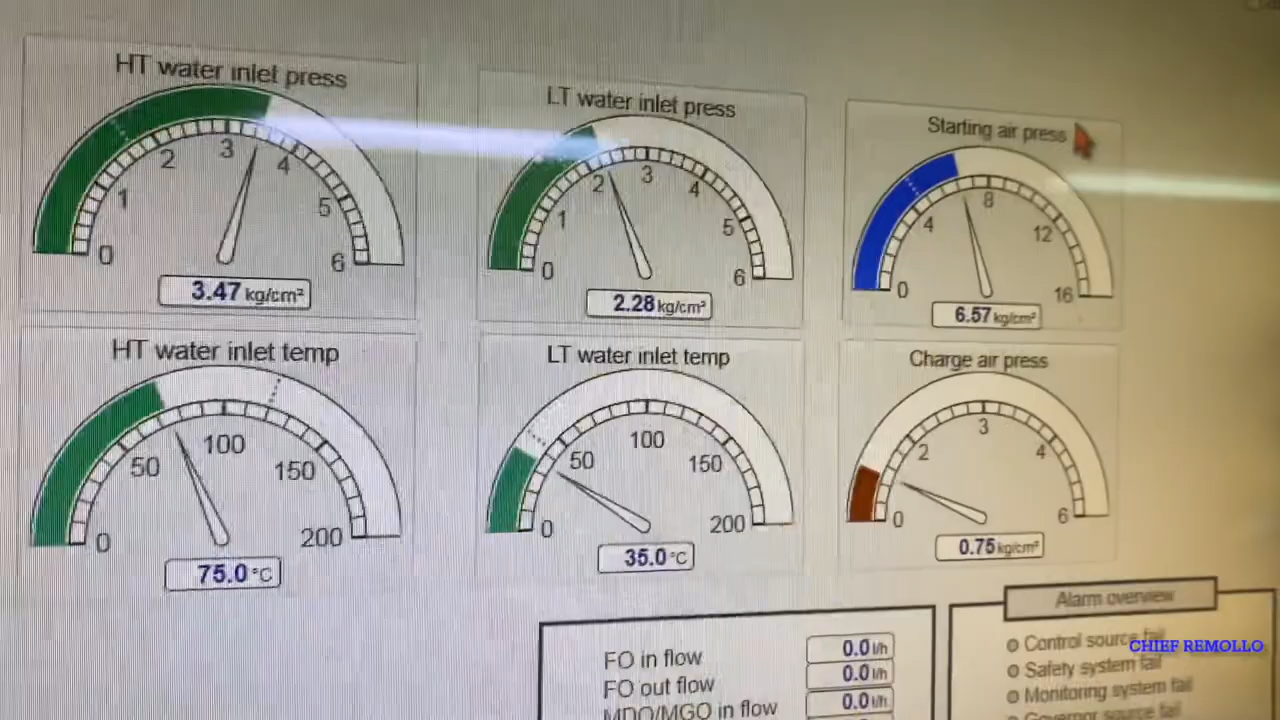 HT water inlet press
0 1 2 3 4 5 6
3.47 kg/cm²
LT water inlet press
0 1 2 3 4 5 6
2.28 kg/cm²
Starting air press
0 4 8 12 16
6.57 kg/cm²
HT water inlet temp
0 50 100 150 200
75.0 °C
LT water inlet temp
0 50 100 150 200
35.0 °C
Charge air press
0 2 3 4 6
0.75 kg/cm²
FO in flow 0.0 l/h
FO out flow 0.0 l/h
MDO/MGO in flow 0.0 l/h
Alarm overview
Control source fail
Safety system fail
Monitoring system fail
Governor source fail
CHIEF REMOLLO